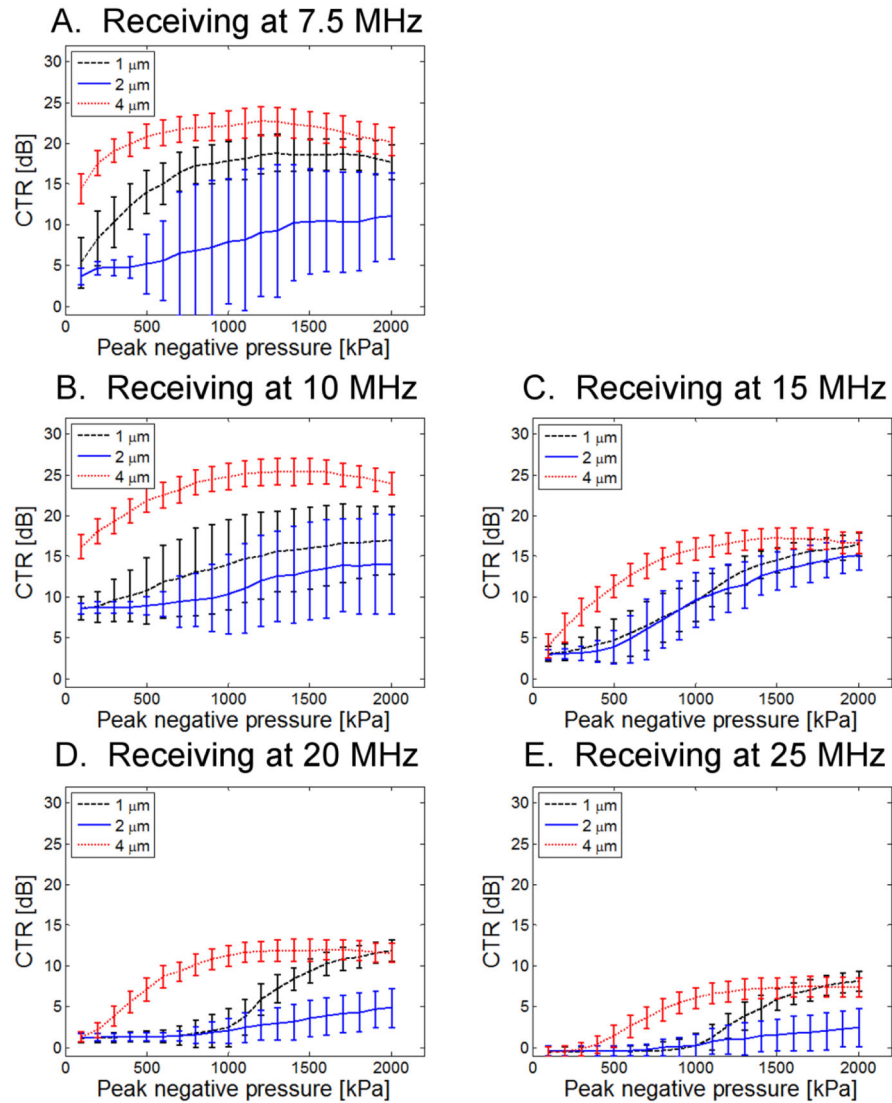 A. Receiving at 7.5 MHz
30
25
20
15
10
5
0
CTR [dB]
1 μm
2 μm
4 μm
0 500 1000 1500 2000
Peak negative pressure [kPa]
B. Receiving at 10 MHz
30
25
20
15
10
5
0
CTR [dB]
1 μm
2 μm
4 μm
0 500 1000 1500 2000
Peak negative pressure [kPa]
C. Receiving at 15 MHz
30
25
20
15
10
5
0
CTR [dB]
1 μm
2 μm
4 μm
0 500 1000 1500 2000
Peak negative pressure [kPa]
D. Receiving at 20 MHz
30
25
20
15
10
5
0
CTR [dB]
1 μm
2 μm
4 μm
0 500 1000 1500 2000
Peak negative pressure [kPa]
E. Receiving at 25 MHz
30
25
20
15
10
5
0
CTR [dB]
1 μm
2 μm
4 μm
0 500 1000 1500 2000
Peak negative pressure [kPa]